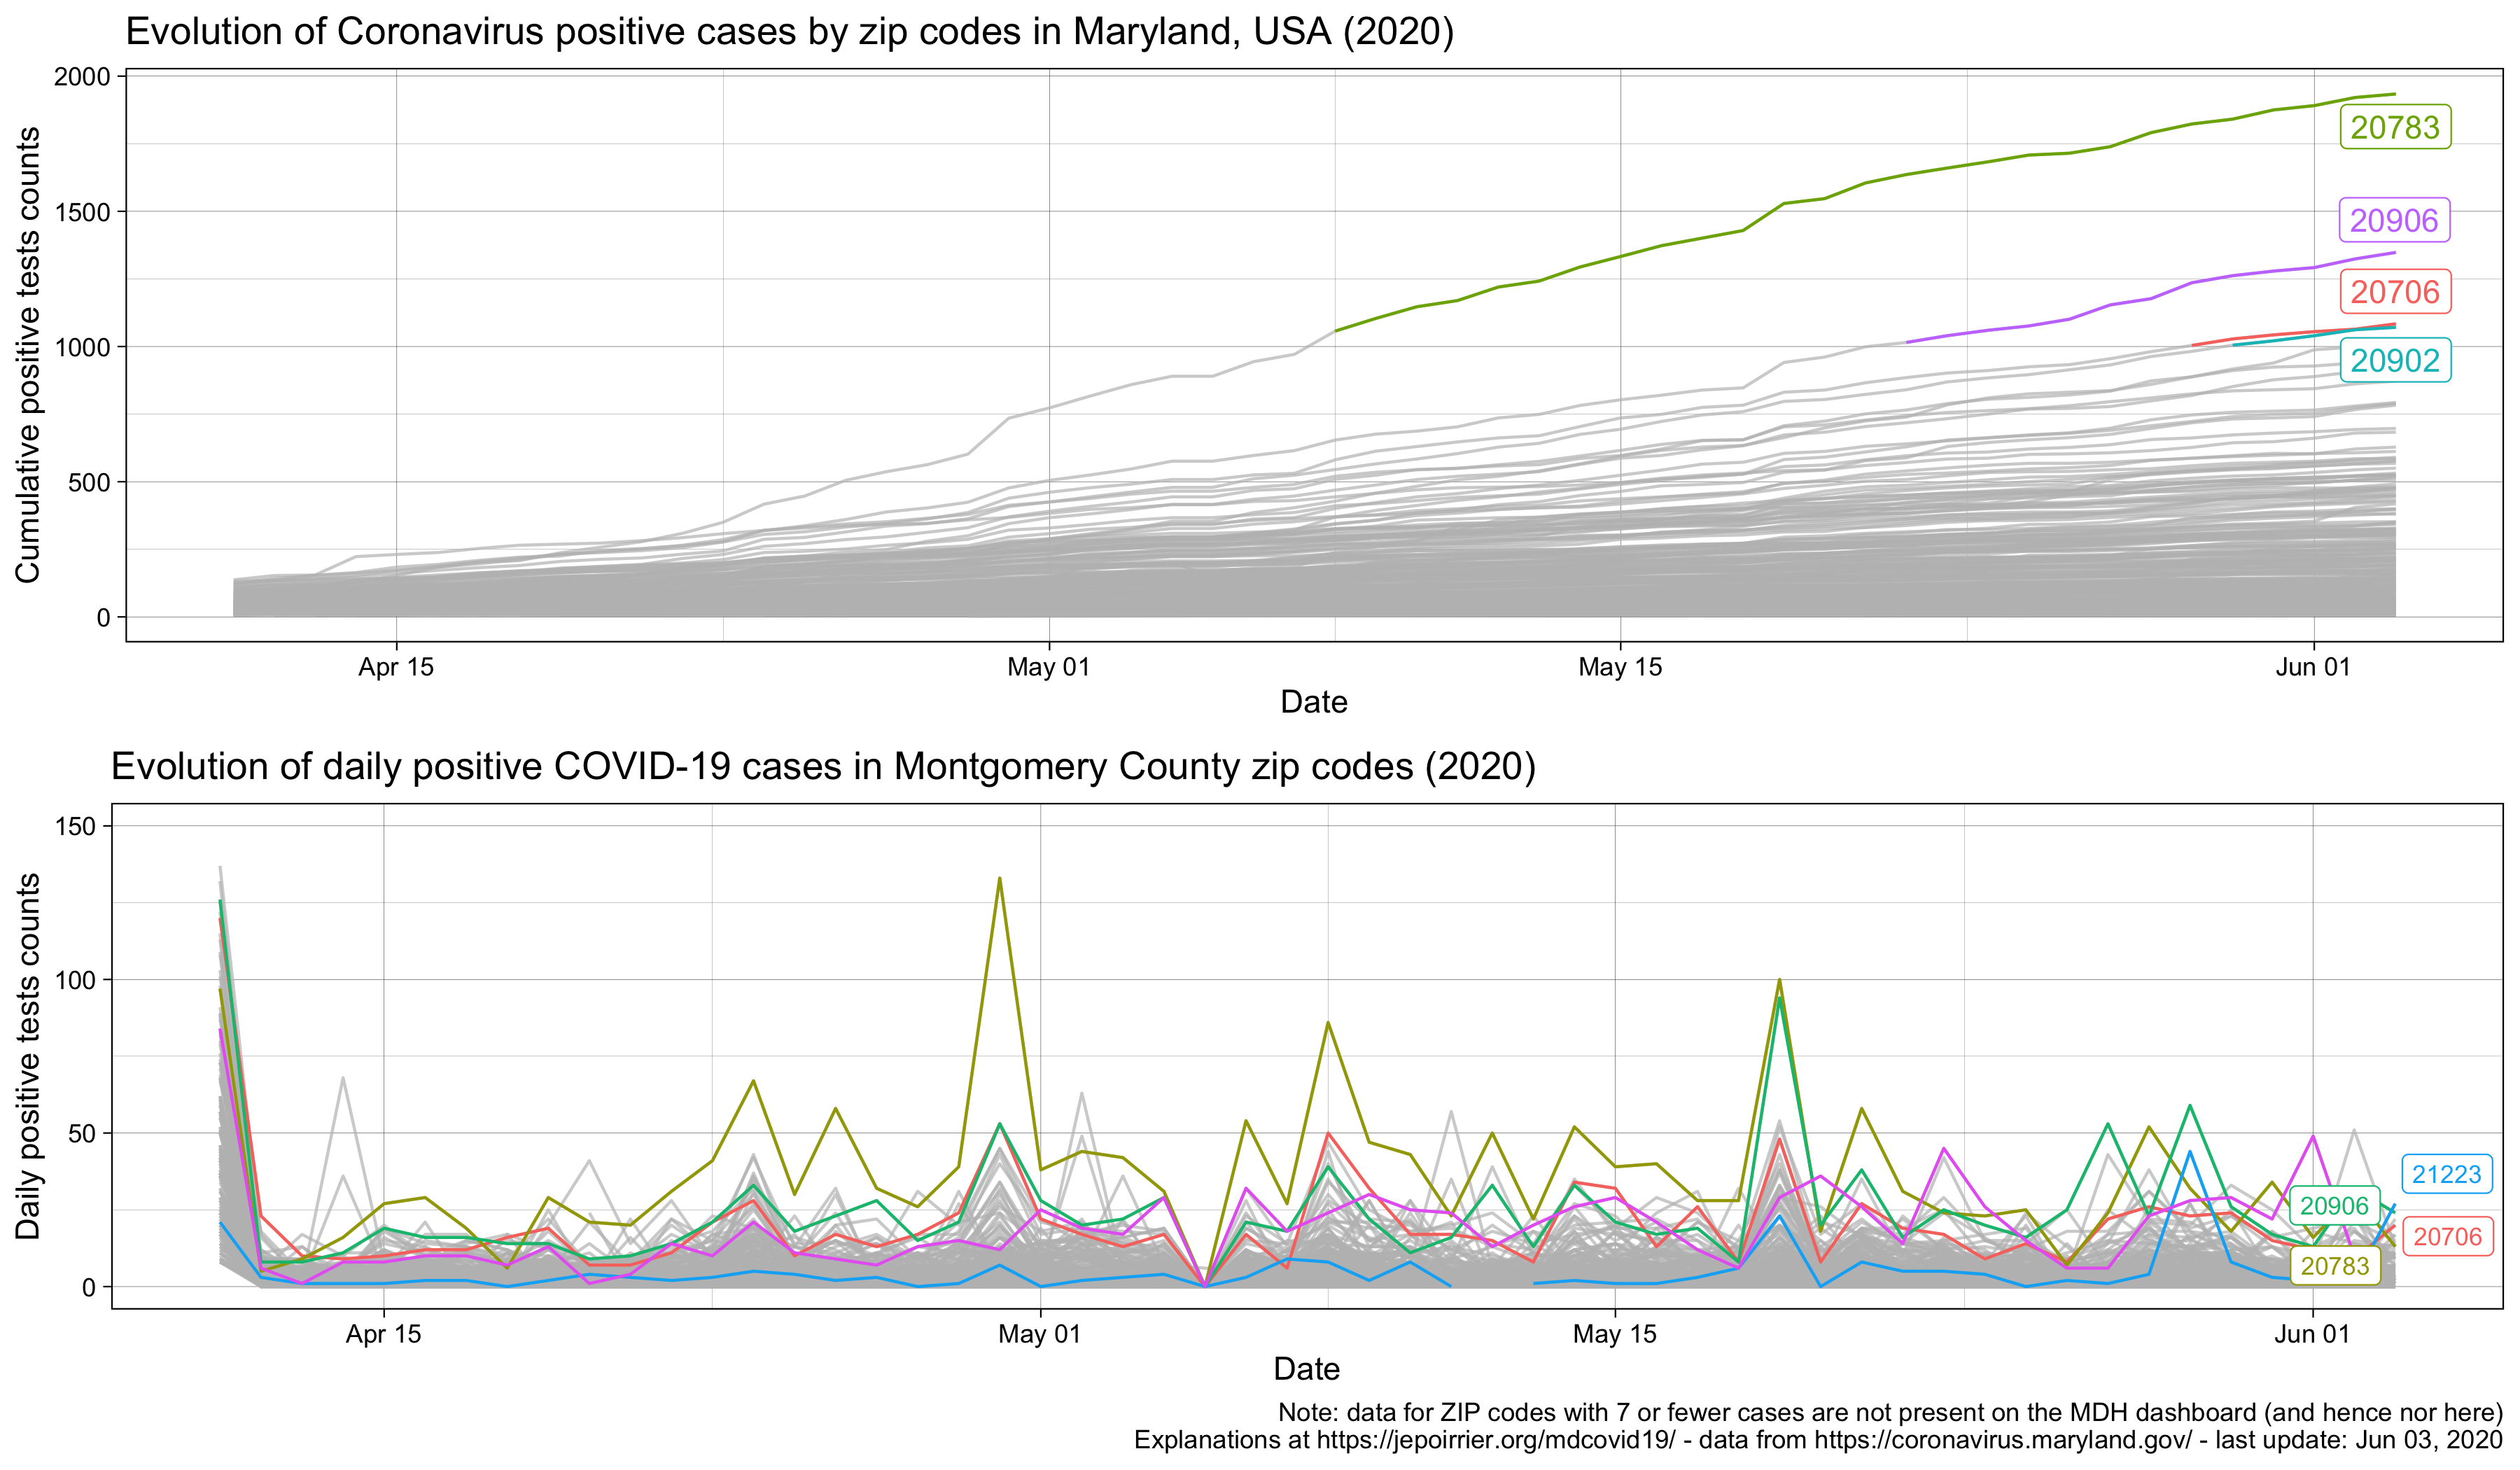 Evolution of Coronavirus positive cases by zip codes in Maryland, USA (2020)
Cumulative positive tests counts
2000
1500
1000
500
0
20783
20906
20706
20902
Apr 15
May 01
May 15
Jun 01
Date
Evolution of daily positive COVID-19 cases in Montgomery County zip codes (2020)
Daily positive tests counts
150
100
50
0
21223
20906
20706
20783
Apr 15
May 01
May 15
Jun 01
Date
Note: data for ZIP codes with 7 or fewer cases are not present on the MDH dashboard (and hence nor here)
Explanations at https://jepoirrier.org/mdcovid19/ - data from https://coronavirus.maryland.gov/ - last update: Jun 03, 2020